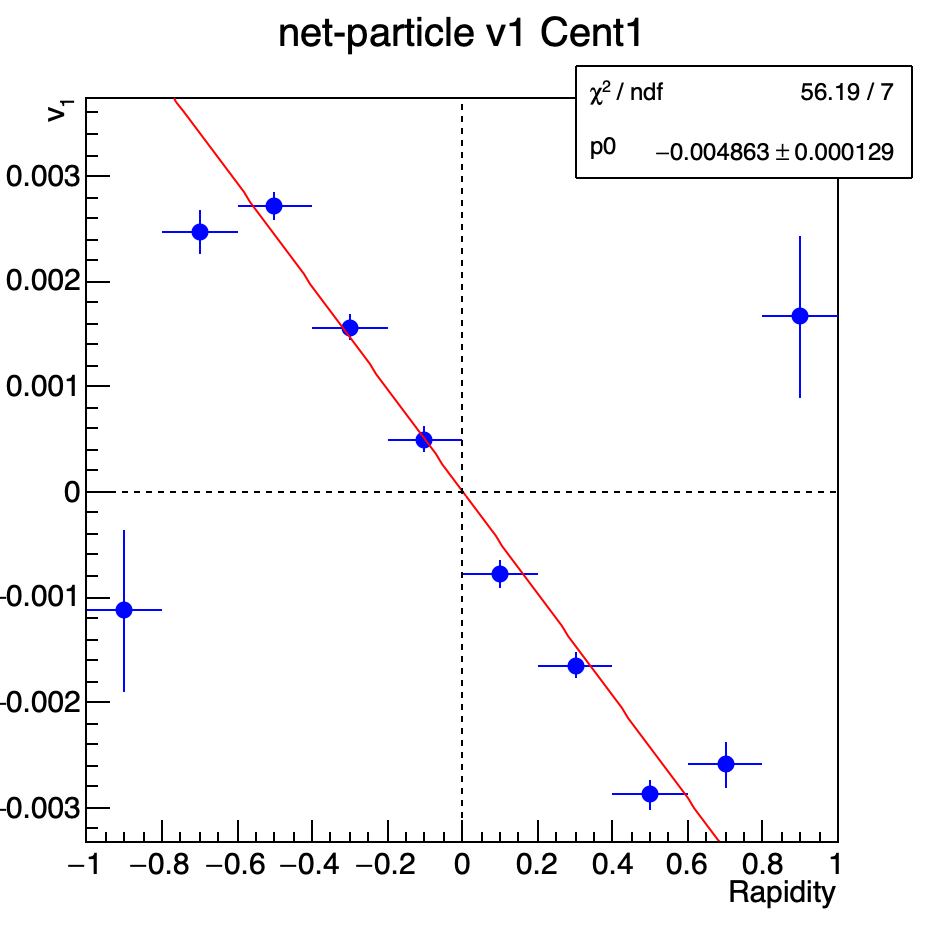 net-particle v1 Cent1
χ² / ndf 56.19 / 7
p0 −0.004863 ± 0.000129
v₁
0.003
0.002
0.001
0
−0.001
−0.002
−0.003
−1 −0.8 −0.6 −0.4 −0.2 0 0.2 0.4 0.6 0.8 1
Rapidity